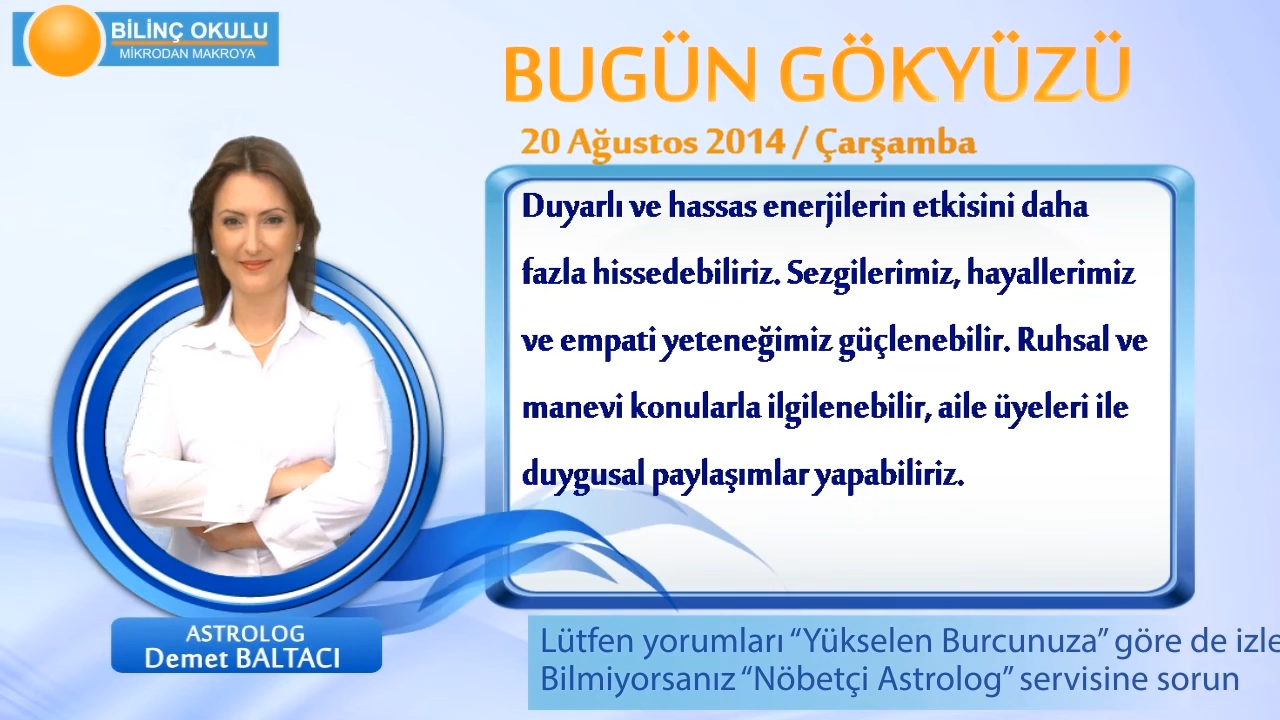 BİLİNÇ OKULU
MİKRODAN MAKROYA
BUGÜN GÖKYÜZÜ
20 Ağustos 2014 / Çarşamba
Duyarlı ve hassas enerjilerin etkisini daha
fazla hissedebiliriz. Sezgilerimiz, hayallerimiz
ve empati yeteneğimiz güçlenebilir. Ruhsal ve
manevi konularla ilgilenebilir, aile üyeleri ile
duygusal paylaşımlar yapabiliriz.
ASTROLOG
Demet BALTACI
Lütfen yorumları “Yükselen Burcunuza” göre de izle
Bilmiyorsanız “Nöbetçi Astrolog” servisine sorun